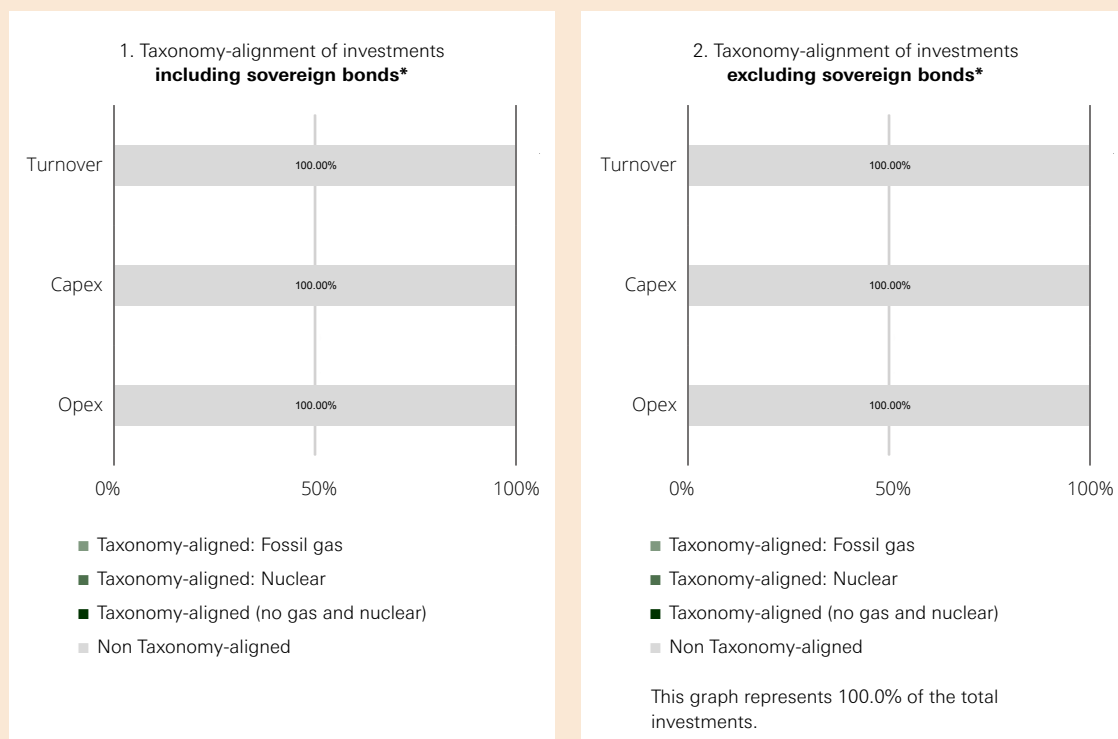 1. Taxonomy-alignment of investments
including sovereign bonds*
Turnover
100.00%
Capex
100.00%
Opex
100.00%
0% 50% 100%
Taxonomy-aligned: Fossil gas
Taxonomy-aligned: Nuclear
Taxonomy-aligned (no gas and nuclear)
Non Taxonomy-aligned
2. Taxonomy-alignment of investments
excluding sovereign bonds*
Turnover
100.00%
Capex
100.00%
Opex
100.00%
0% 50% 100%
Taxonomy-aligned: Fossil gas
Taxonomy-aligned: Nuclear
Taxonomy-aligned (no gas and nuclear)
Non Taxonomy-aligned
This graph represents 100.0% of the total
investments.